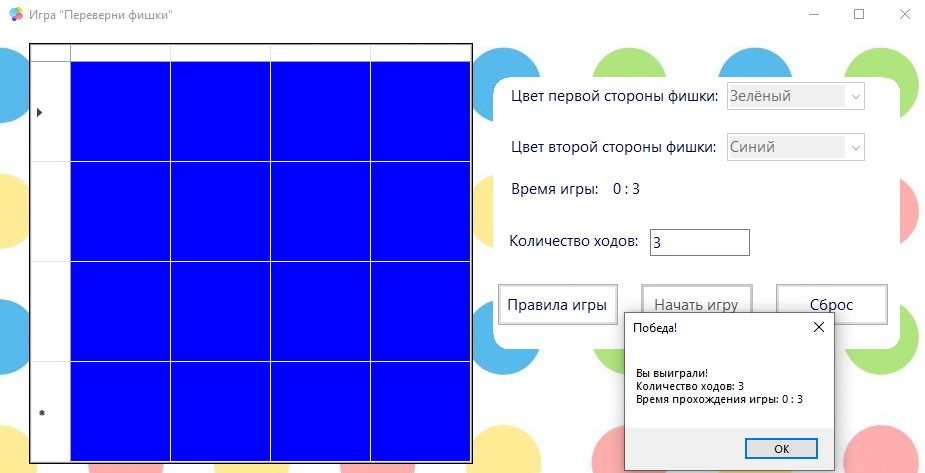 Игра "Переверни фишки"
Цвет первой стороны фишки: Зелёный
Цвет второй стороны фишки: Синий
Время игры: 0 : 3
Количество ходов: 3
Правила игры Начать игру Сброс
Победа!
Вы выиграли!
Количество ходов: 3
Время прохождения игры: 0 : 3
ОК